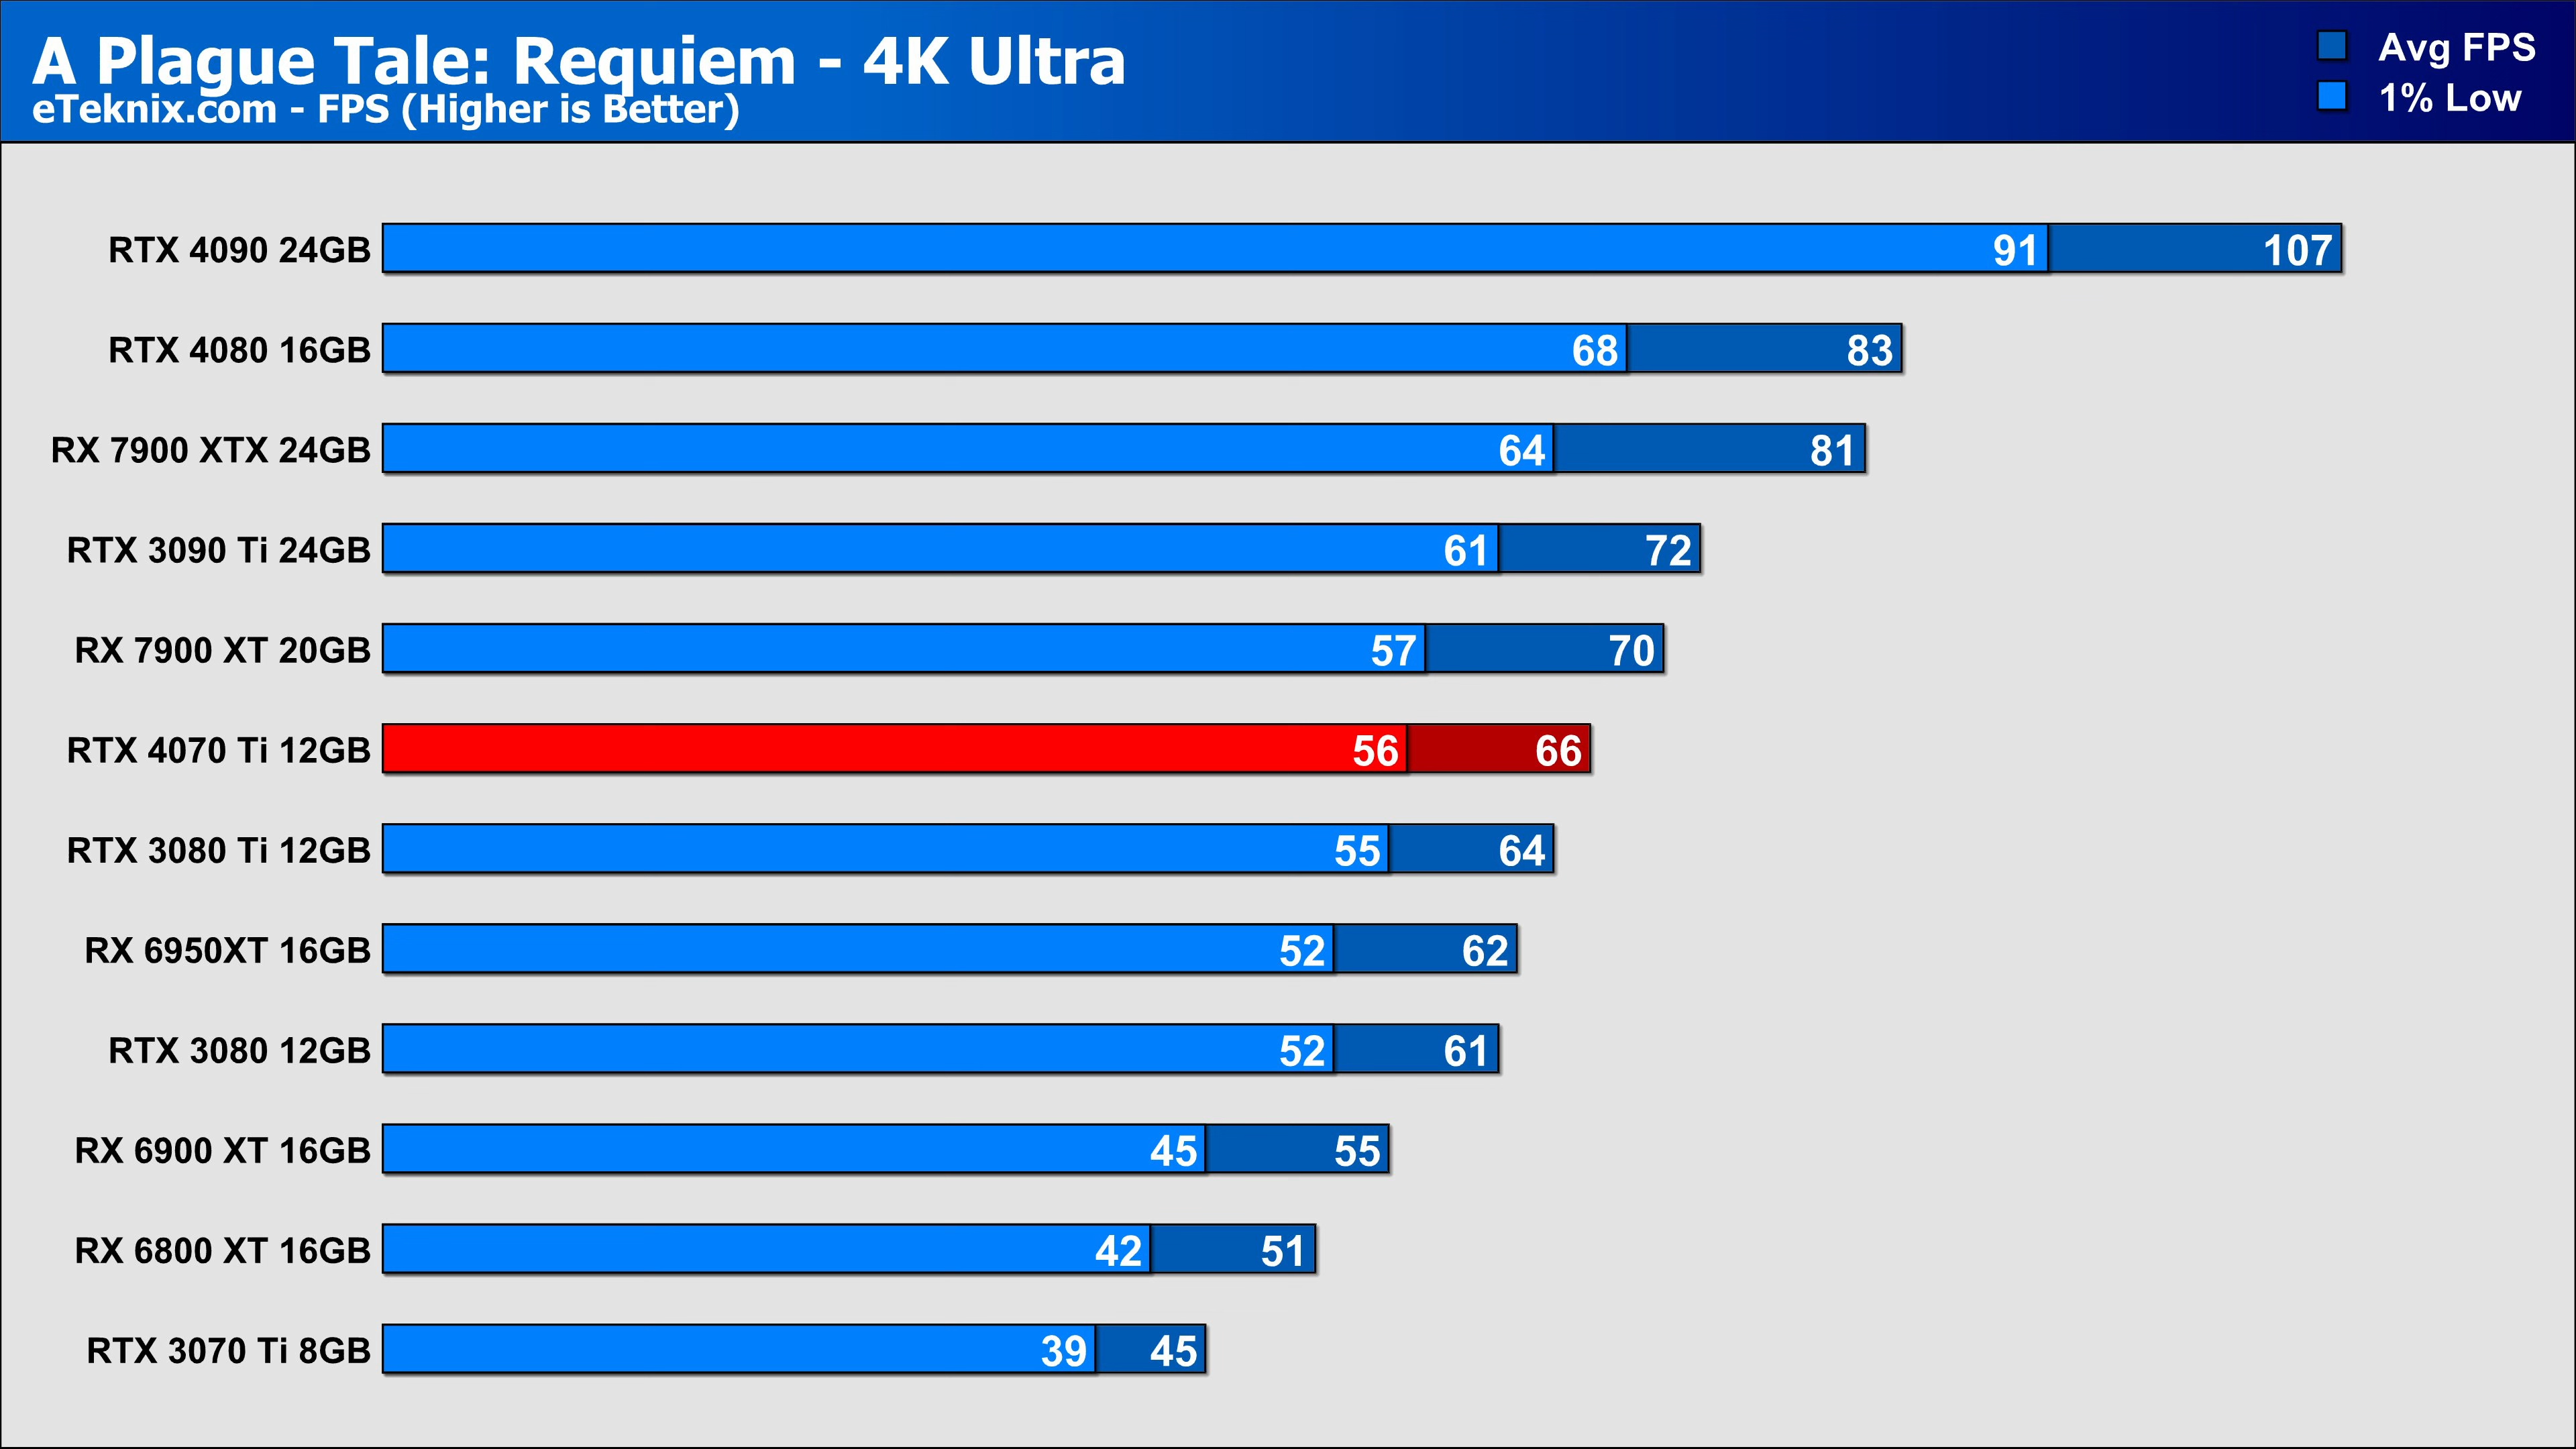 A Plague Tale: Requiem - 4K Ultra
eTeknix.com - FPS (Higher is Better)
Avg FPS
1% Low
RTX 4090 24GB 91 107
RTX 4080 16GB 68 83
RX 7900 XTX 24GB 64 81
RTX 3090 Ti 24GB 61 72
RX 7900 XT 20GB 57 70
RTX 4070 Ti 12GB 56 66
RTX 3080 Ti 12GB 55 64
RX 6950XT 16GB 52 62
RTX 3080 12GB 52 61
RX 6900 XT 16GB 45 55
RX 6800 XT 16GB 42 51
RTX 3070 Ti 8GB 39 45